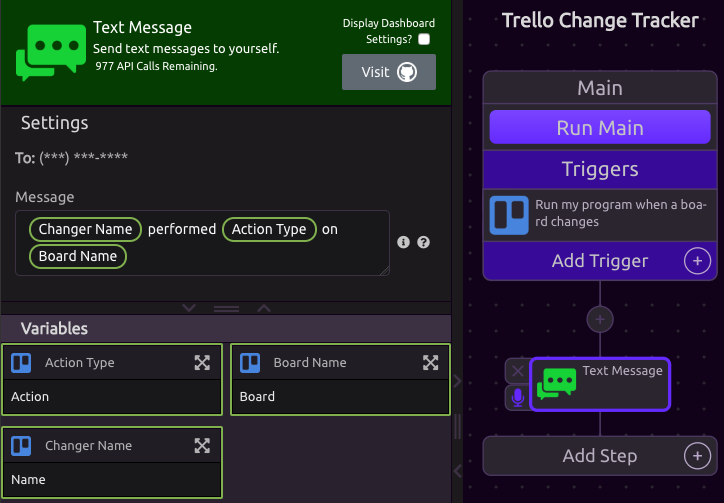 Text Message
Send text messages to yourself.
977 API Calls Remaining.
Display Dashboard
Settings?
Visit
Settings
To: (***) ***-****
Message
Changer Name performed Action Type on
Board Name
Variables
Action Type
Action
Board Name
Board
Changer Name
Name
Trello Change Tracker
Main
Run Main
Triggers
Run my program when a boa-
rd changes
Add Trigger
Text Message
Add Step